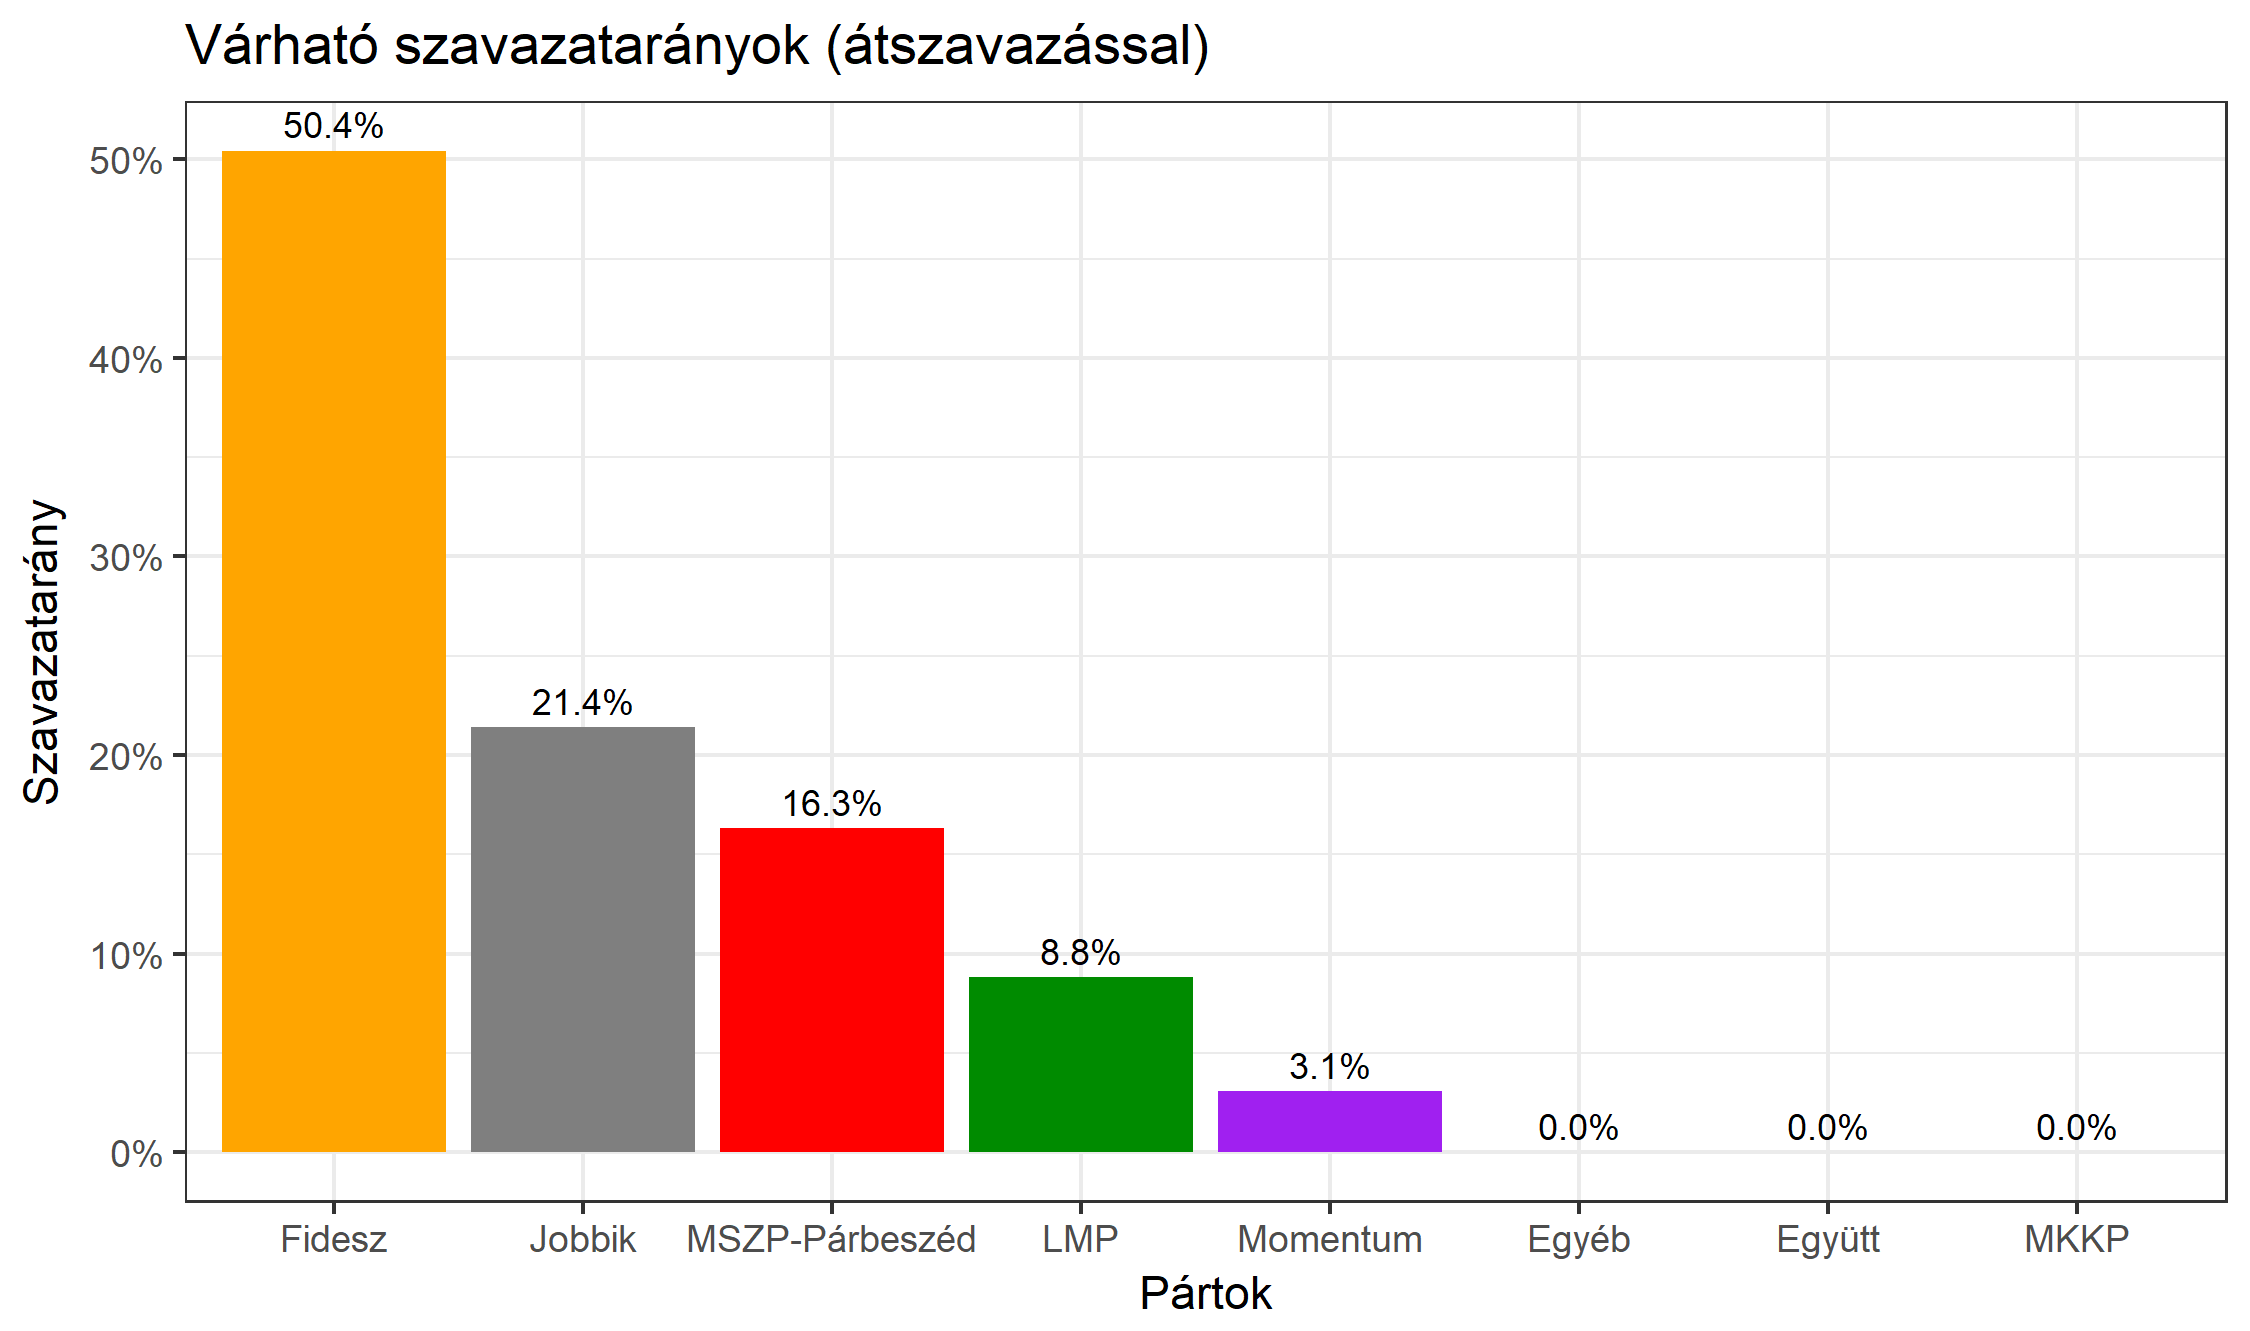 Várható szavazatarányok (átszavazással)
50.4%
50%
40%
30%
21.4%
20%
16.3%
10%
8.8%
3.1%
0.0% 0.0% 0.0%
0%
Szavazatarány
Fidesz Jobbik MSZP-Párbeszéd LMP Momentum Egyéb Együtt MKKP
Pártok